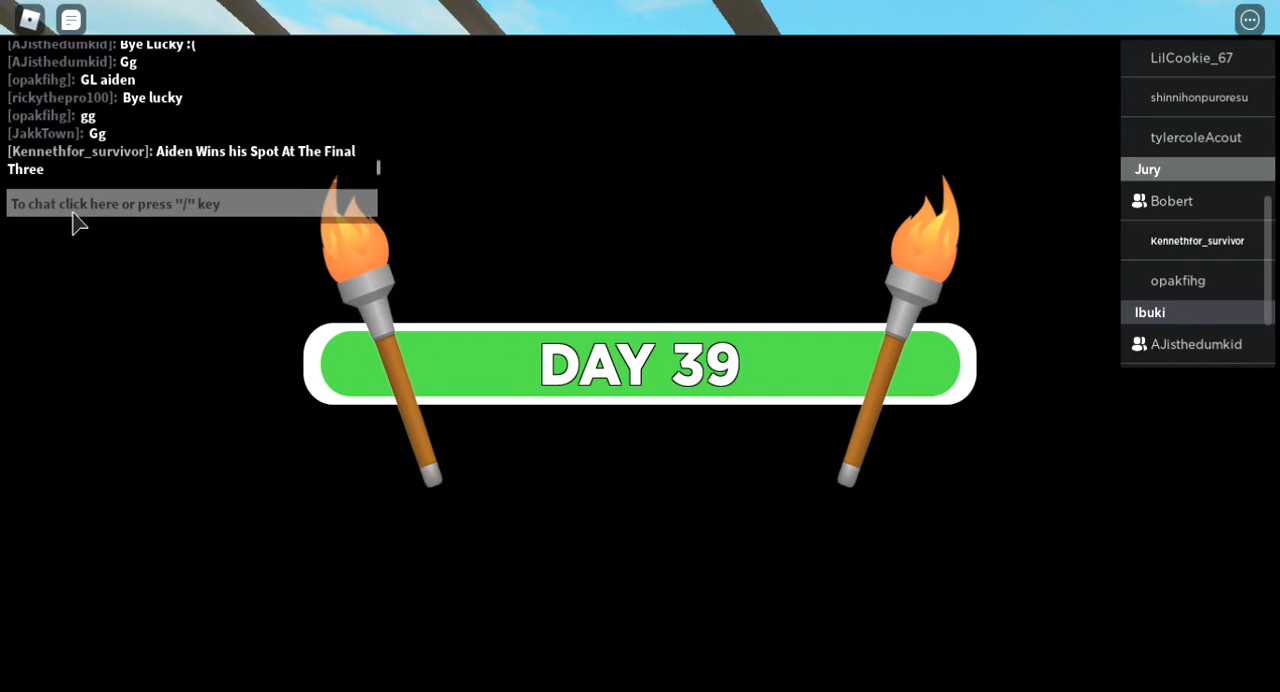 [AJisthedumkid]: Bye Lucky :(
[AJisthedumkid]: Gg
[opakfihg]: GL aiden
[rickythepro100]: Bye lucky
[opakfihg]: gg
[JakkTown]: Gg
[Kennethfor_survivor]: Aiden Wins his Spot At The Final
Three
To chat click here or press "/" key
DAY 39
LilCookie_67
shinnihonpuroresu
tylercoleAcout
Jury
Bobert
Kennethfor_survivor
opakfihg
Ibuki
AJisthedumkid